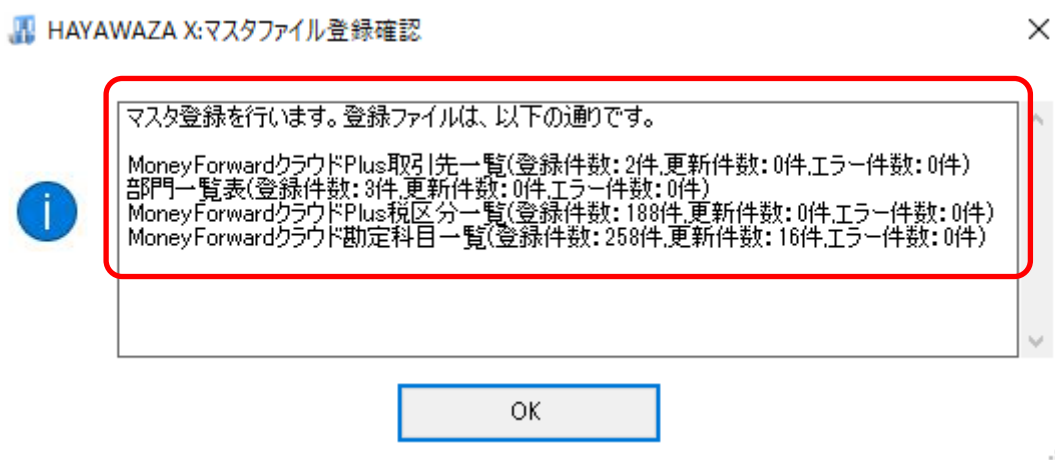 HAYAWAZA X:マスタファイル登録確認
マスタ登録を行います。登録ファイルは、以下の通りです。
MoneyForwardクラウドPlus取引先一覧(登録件数:2件,更新件数:0件,エラー件数:0件)
部門一覧表(登録件数:3件,更新件数:0件,エラー件数:0件)
MoneyForwardクラウドPlus税区分一覧(登録件数:188件,更新件数:0件,エラー件数:0件)
MoneyForwardクラウド勘定科目一覧(登録件数:258件,更新件数:16件,エラー件数:0件)
OK